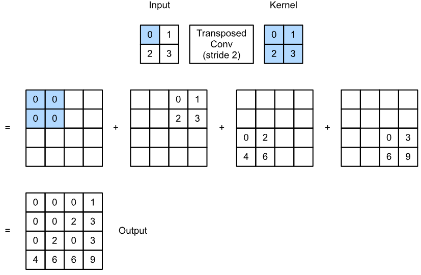 Input Kernel
0 1 Transposed 0 1
Conv
2 3 (stride 2) 2 3
0 0 0 1
0 0 2 3
= + + +
0 2 0 3
4 6 6 9
0 0 0 1
0 0 2 3
= Output
0 2 0 3
4 6 6 9